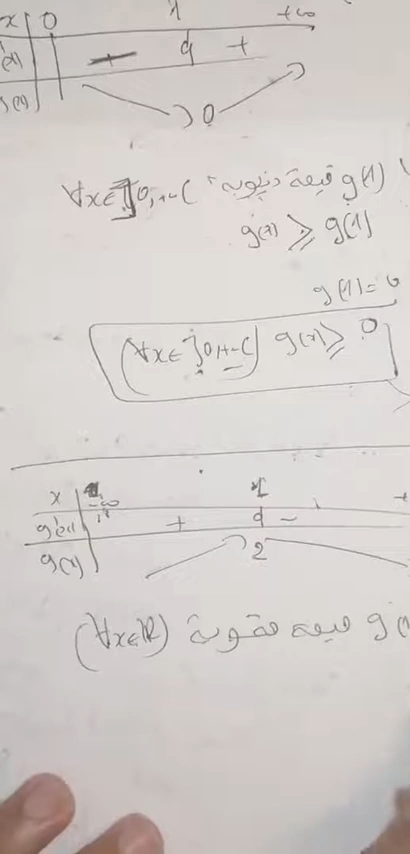 x 0 1 +∞
- 0 +
g(x) 0
g(1) قيمة دنيوية ∀x∈]0,+∞[
g(x) ≥ g(1)
g(1)=0
(∀x∈]0,+∞[) g(x) ≥ 0
x -∞ 1 +
g'(x) + 0 -
g(x) 2
قيمة قصوية (∀x∈ℝ)